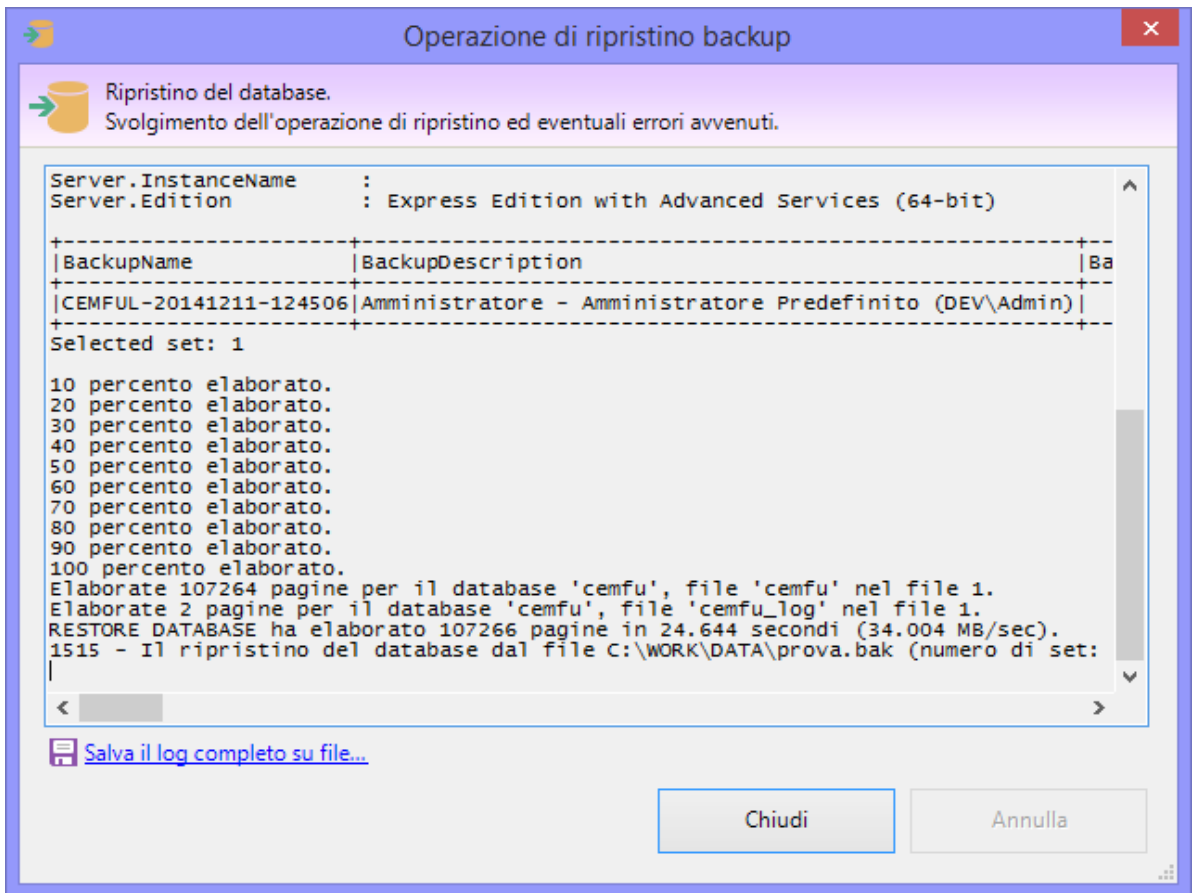 Operazione di ripristino backup
Ripristino del database.
Svolgimento dell'operazione di ripristino ed eventuali errori avvenuti.
Server.InstanceName      :
Server.Edition           : Express Edition with Advanced Services (64-bit)
+----------------------+------------------------------------------------------+--
|BackupName            |BackupDescription                                     |Ba
+----------------------+------------------------------------------------------+--
|CEMFUL-20141211-124506|Amministratore - Amministratore Predefinito (DEV\Admin)|
+----------------------+------------------------------------------------------+--
Selected set: 1
10 percento elaborato.
20 percento elaborato.
30 percento elaborato.
40 percento elaborato.
50 percento elaborato.
60 percento elaborato.
70 percento elaborato.
80 percento elaborato.
90 percento elaborato.
100 percento elaborato.
Elaborate 107264 pagine per il database 'cemfu', file 'cemfu' nel file 1.
Elaborate 2 pagine per il database 'cemfu', file 'cemfu_log' nel file 1.
RESTORE DATABASE ha elaborato 107266 pagine in 24.644 secondi (34.004 MB/sec).
1515 - Il ripristino del database dal file C:\WORK\DATA\prova.bak (numero di set:
Salva il log completo su file...
Chiudi
Annulla